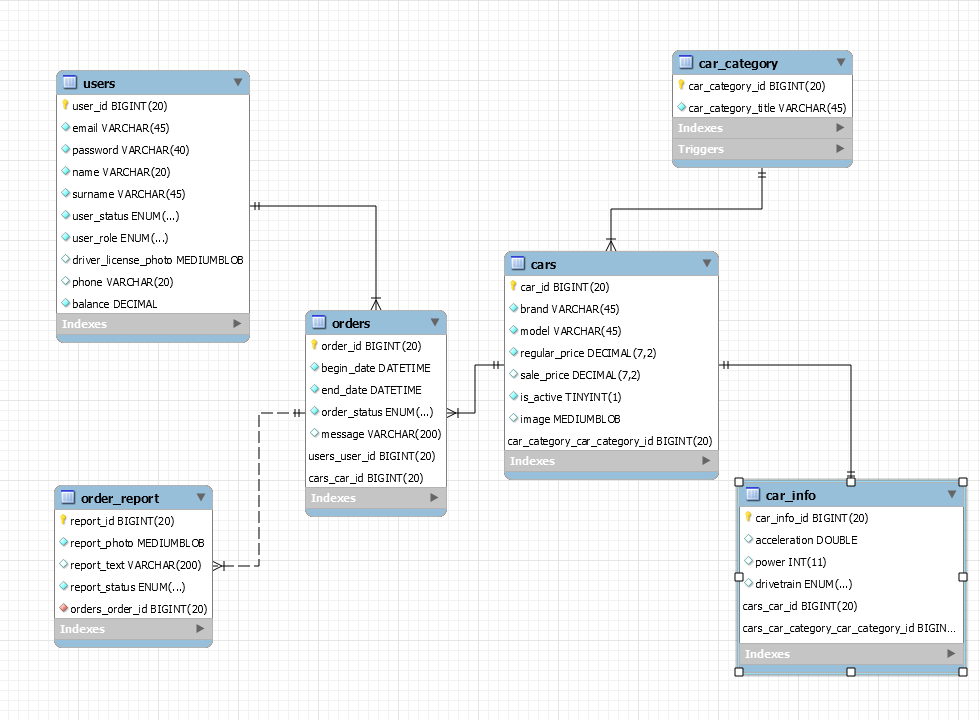 users
user_id BIGINT(20)
email VARCHAR(45)
password VARCHAR(40)
name VARCHAR(20)
surname VARCHAR(45)
user_status ENUM(...)
user_role ENUM(...)
driver_license_photo MEDIUMBLOB
phone VARCHAR(20)
balance DECIMAL
Indexes
car_category
car_category_id BIGINT(20)
car_category_title VARCHAR(45)
Indexes
Triggers
cars
car_id BIGINT(20)
brand VARCHAR(45)
model VARCHAR(45)
regular_price DECIMAL(7,2)
sale_price DECIMAL(7,2)
is_active TINYINT(1)
image MEDIUMBLOB
car_category_car_category_id BIGINT(20)
Indexes
orders
order_id BIGINT(20)
begin_date DATETIME
end_date DATETIME
order_status ENUM(...)
message VARCHAR(200)
users_user_id BIGINT(20)
cars_car_id BIGINT(20)
Indexes
order_report
report_id BIGINT(20)
report_photo MEDIUMBLOB
report_text VARCHAR(200)
report_status ENUM(...)
orders_order_id BIGINT(20)
Indexes
car_info
car_info_id BIGINT(20)
acceleration DOUBLE
power INT(11)
drivetrain ENUM(...)
cars_car_id BIGINT(20)
cars_car_category_car_category_id BIGIN...
Indexes